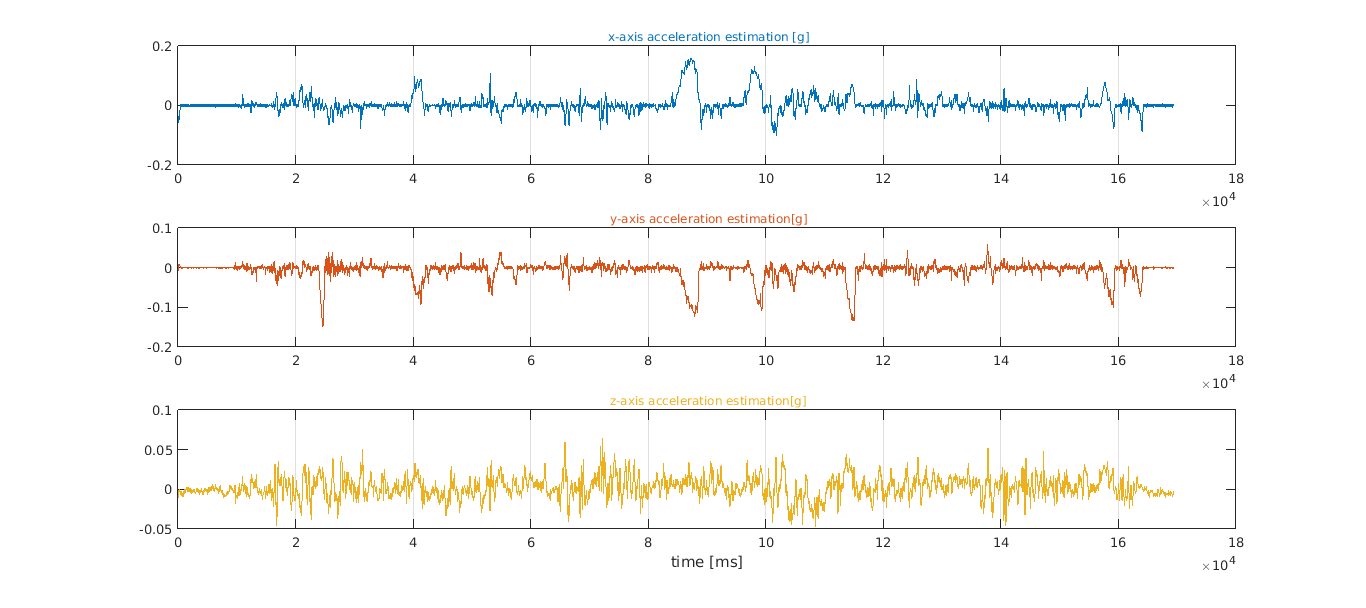 x-axis acceleration estimation [g]
0.2
0
-0.2
0 2 4 6 8 10 12 14 16 18
×10^4
y-axis acceleration estimation[g]
0.1
0
-0.1
-0.2
0 2 4 6 8 10 12 14 16 18
×10^4
z-axis acceleration estimation[g]
0.1
0.05
0
-0.05
0 2 4 6 8 10 12 14 16 18
time [ms]
×10^4